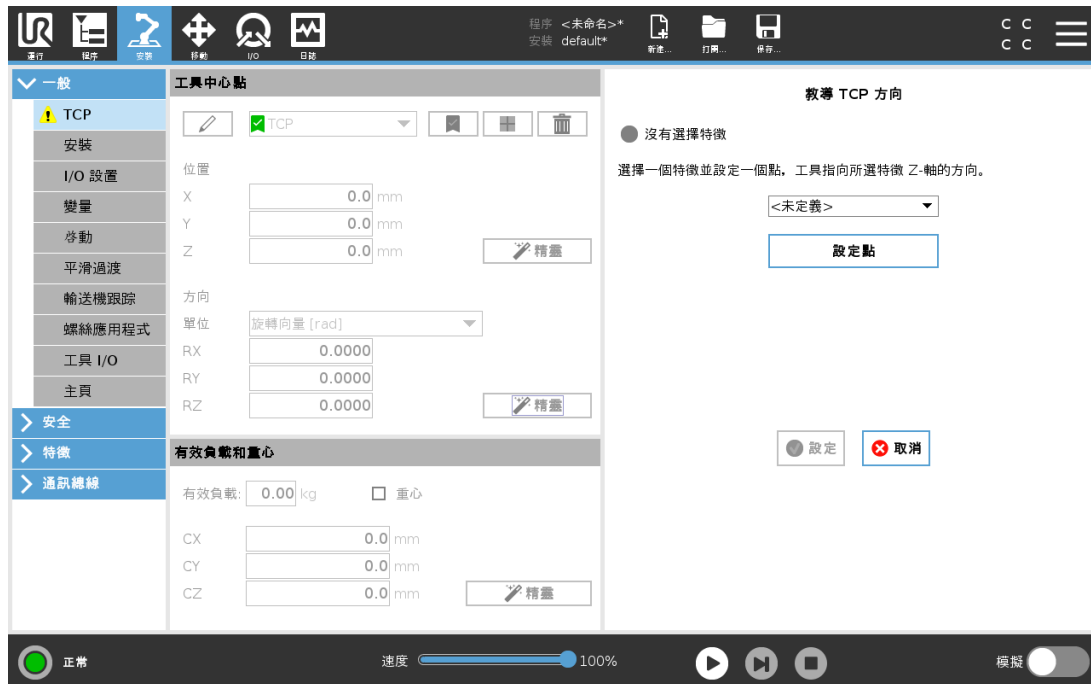 程序 <未命名>*
安裝 default*
運行 程序 安裝 移動 I/O 日誌 新建... 打開... 保存...
C C
C C
一般
TCP
安裝
I/O 設置
變量
啓動
平滑過渡
輸送機跟踪
螺絲應用程式
工具 I/O
主頁
安全
特徵
通訊總線
工具中心點
TCP
位置
X 0.0 mm
Y 0.0 mm
Z 0.0 mm 精靈
方向
單位 旋轉向量 [rad]
RX 0.0000
RY 0.0000
RZ 0.0000 精靈
有效負載和重心
有效負載: 0.00 kg 重心
CX 0.0 mm
CY 0.0 mm
CZ 0.0 mm 精靈
教導 TCP 方向
沒有選擇特徵
選擇一個特徵並設定一個點，工具指向所選特徵 Z-軸的方向。
<未定義>
設定點
設定 取消
正常 速度 100% 模擬